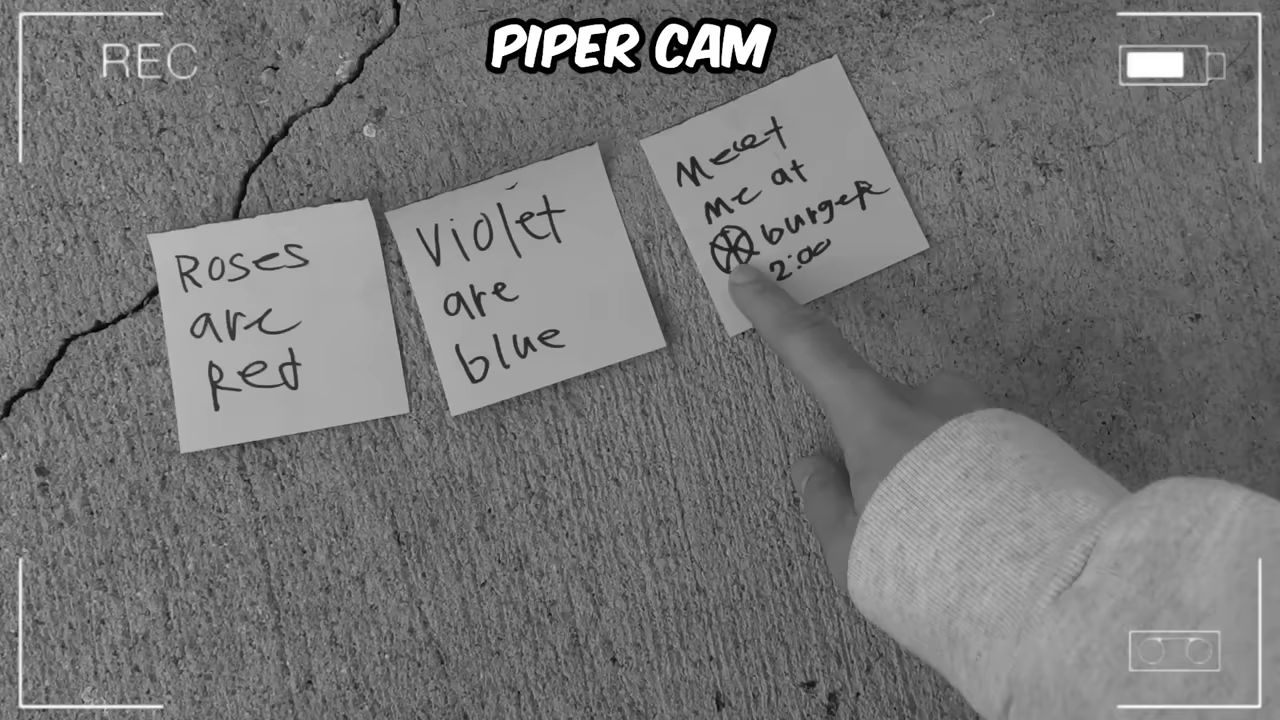 REC
PIPER CAM
Roses
are
Red
Violet
are
blue
Meet
me at
burger
2:00